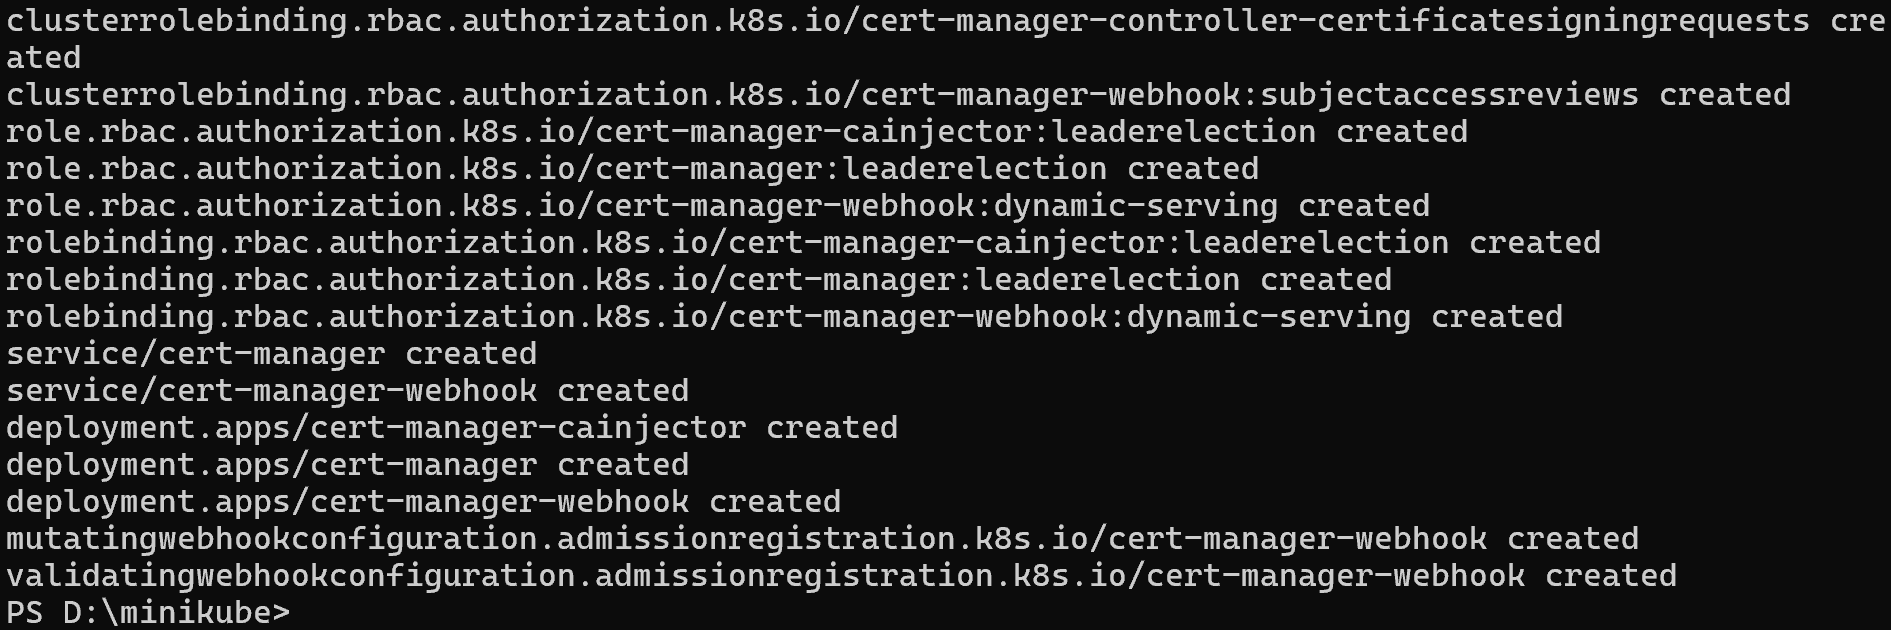 clusterrolebinding.rbac.authorization.k8s.io/cert-manager-controller-certificatesigningrequests cre
ated
clusterrolebinding.rbac.authorization.k8s.io/cert-manager-webhook:subjectaccessreviews created
role.rbac.authorization.k8s.io/cert-manager-cainjector:leaderelection created
role.rbac.authorization.k8s.io/cert-manager:leaderelection created
role.rbac.authorization.k8s.io/cert-manager-webhook:dynamic-serving created
rolebinding.rbac.authorization.k8s.io/cert-manager-cainjector:leaderelection created
rolebinding.rbac.authorization.k8s.io/cert-manager:leaderelection created
rolebinding.rbac.authorization.k8s.io/cert-manager-webhook:dynamic-serving created
service/cert-manager created
service/cert-manager-webhook created
deployment.apps/cert-manager-cainjector created
deployment.apps/cert-manager created
deployment.apps/cert-manager-webhook created
mutatingwebhookconfiguration.admissionregistration.k8s.io/cert-manager-webhook created
validatingwebhookconfiguration.admissionregistration.k8s.io/cert-manager-webhook created
PS D:\minikube>